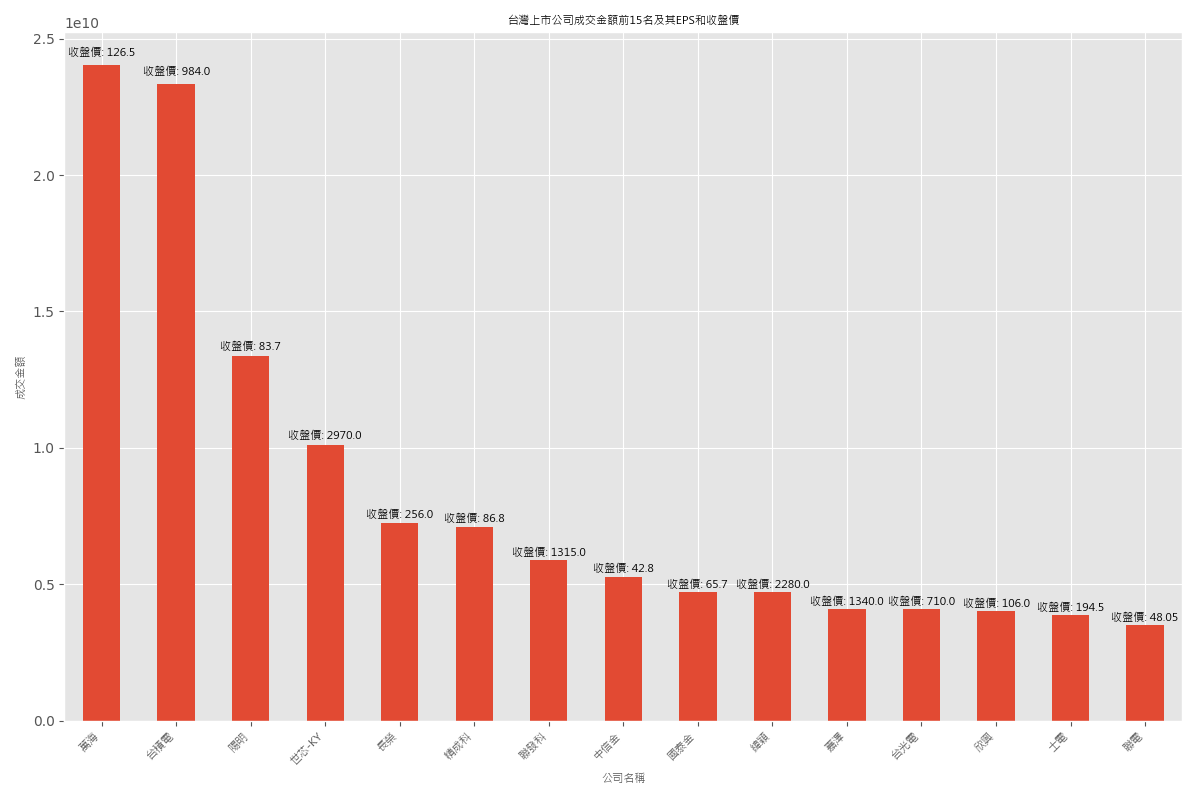 台灣上市公司成交金額前15名及其EPS和收盤價
1e10
2.5
2.0
1.5
1.0
0.5
0.0
成交金額
收盤價: 126.5
收盤價: 984.0
收盤價: 83.7
收盤價: 2970.0
收盤價: 256.0
收盤價: 86.8
收盤價: 1315.0
收盤價: 42.8
收盤價: 65.7
收盤價: 2280.0
收盤價: 1340.0
收盤價: 710.0
收盤價: 106.0
收盤價: 194.5
收盤價: 48.05
萬海
台積電
陽明
世芯-KY
長榮
精成科
聯發科
中信金
國泰金
緯穎
嘉澤
台光電
欣興
士電
聯電
公司名稱